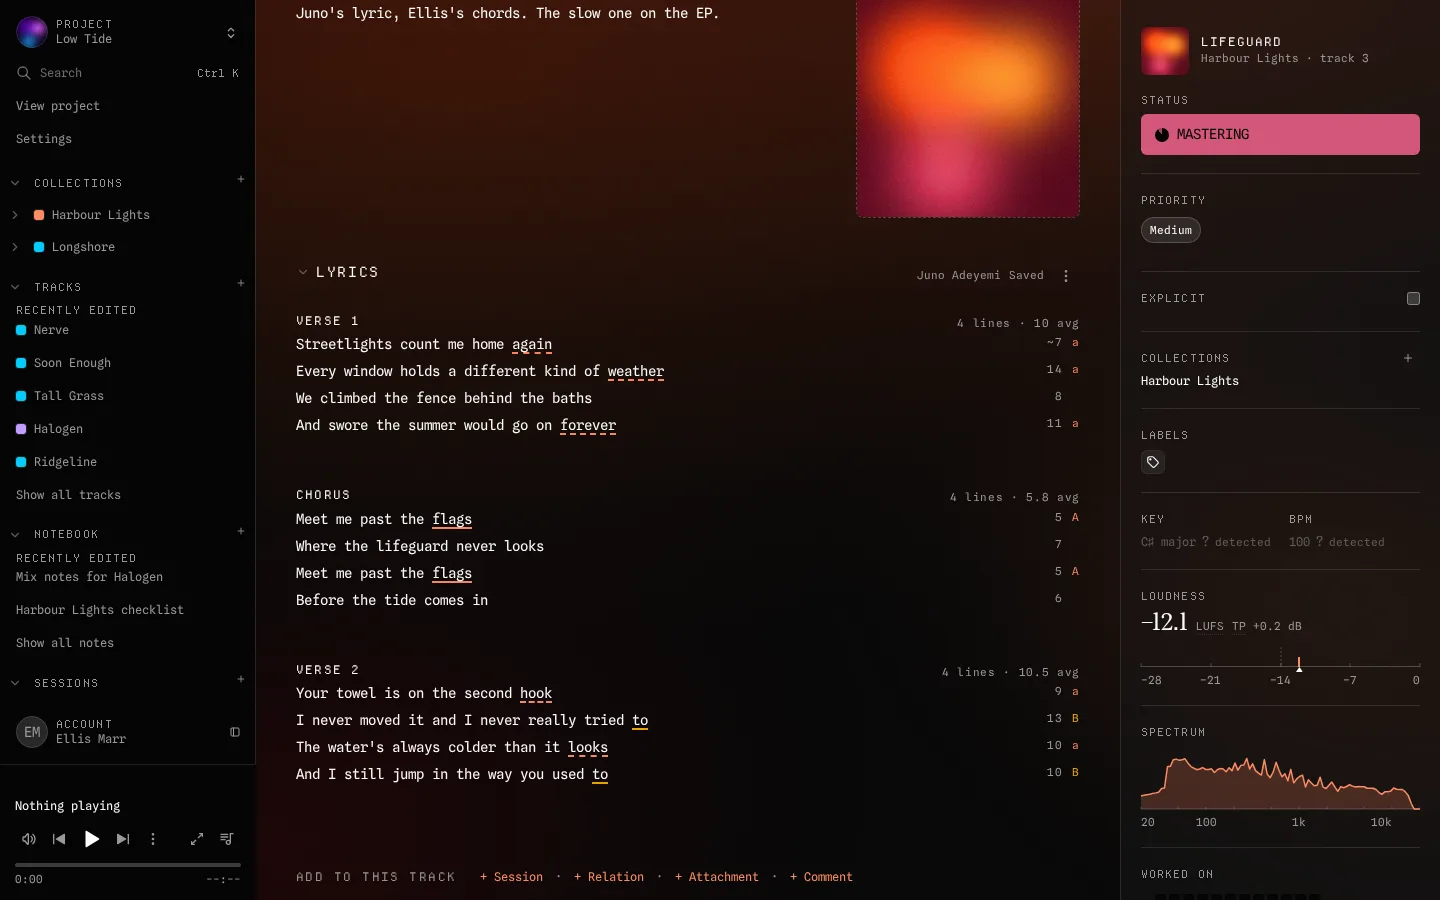 PROJECT
Low Tide
Search
Ctrl K
View project
Settings
COLLECTIONS
Harbour Lights
Longshore
TRACKS
RECENTLY EDITED
Nerve
Soon Enough
Tall Grass
Halogen
Ridgeline
Show all tracks
NOTEBOOK
RECENTLY EDITED
Mix notes for Halogen
Harbour Lights checklist
Show all notes
SESSIONS
EM
ACCOUNT
Ellis Marr
Nothing playing
0:00
--:--
Juno's lyric, Ellis's chords. The slow one on the EP.
LYRICS
Juno Adeyemi Saved
VERSE 1
4 lines · 10 avg
Streetlights count me home again
~7 a
Every window holds a different kind of weather
14 a
We climbed the fence behind the baths
8
And swore the summer would go on forever
11 a
CHORUS
4 lines · 5.8 avg
Meet me past the flags
5 A
Where the lifeguard never looks
7
Meet me past the flags
5 A
Before the tide comes in
6
VERSE 2
4 lines · 10.5 avg
Your towel is on the second hook
9 a
I never moved it and I never really tried to
13 B
The water's always colder than it looks
10 a
And I still jump in the way you used to
10 B
ADD TO THIS TRACK
+ Session · + Relation · + Attachment · + Comment
LIFEGUARD
Harbour Lights · track 3
STATUS
MASTERING
PRIORITY
Medium
EXPLICIT
COLLECTIONS
Harbour Lights
LABELS
KEY
C♯ major ? detected
BPM
100 ? detected
LOUDNESS
−12.1 LUFS TP +0.2 dB
-28 -21 -14 -7 0
SPECTRUM
20 100 1k 10k
WORKED ON